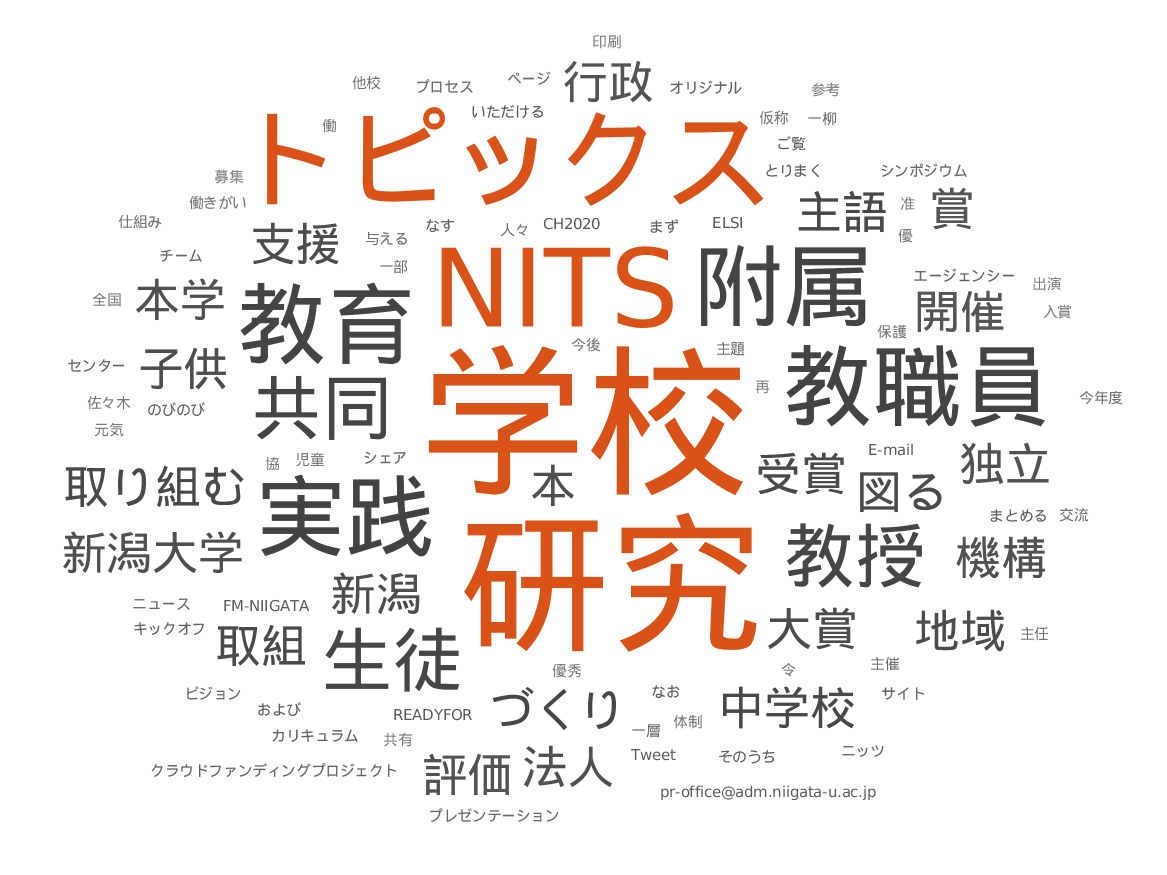 印刷
他校 プロセス ページ 行政 オリジナル 参考
トピックス
働 いただける 仮称 一柳
ご覧
募集 とりまく シンポジウム
働きがい 主語 准 賞
仕組み なす 人々 CH2020 まず ELSI
支援 与える 優
チーム 一部 NITS 附属 エージェンシー 出演
全国 本学 教育 開催 入賞
保護
今後 主題
センター 子供 学校 再 教職員
佐々木 のびのび 共同 今年度
元気
協 児童 シェア E-mail
取り組む 本 受賞 図る 独立
実践 まとめる 交流
新潟大学 研究 教授 機構
ニュース FM-NIIGATA 新潟
キックオフ 取組 生徒 大賞 地域 主任
優秀 令 主催
ビジョン なお サイト
および READYFOR づくり 体制 中学校
カリキュラム 共有 一層
Tweet そのうち ニッツ
クラウドファンディングプロジェクト 評価 法人
pr-office@adm.niigata-u.ac.jp
プレゼンテーション